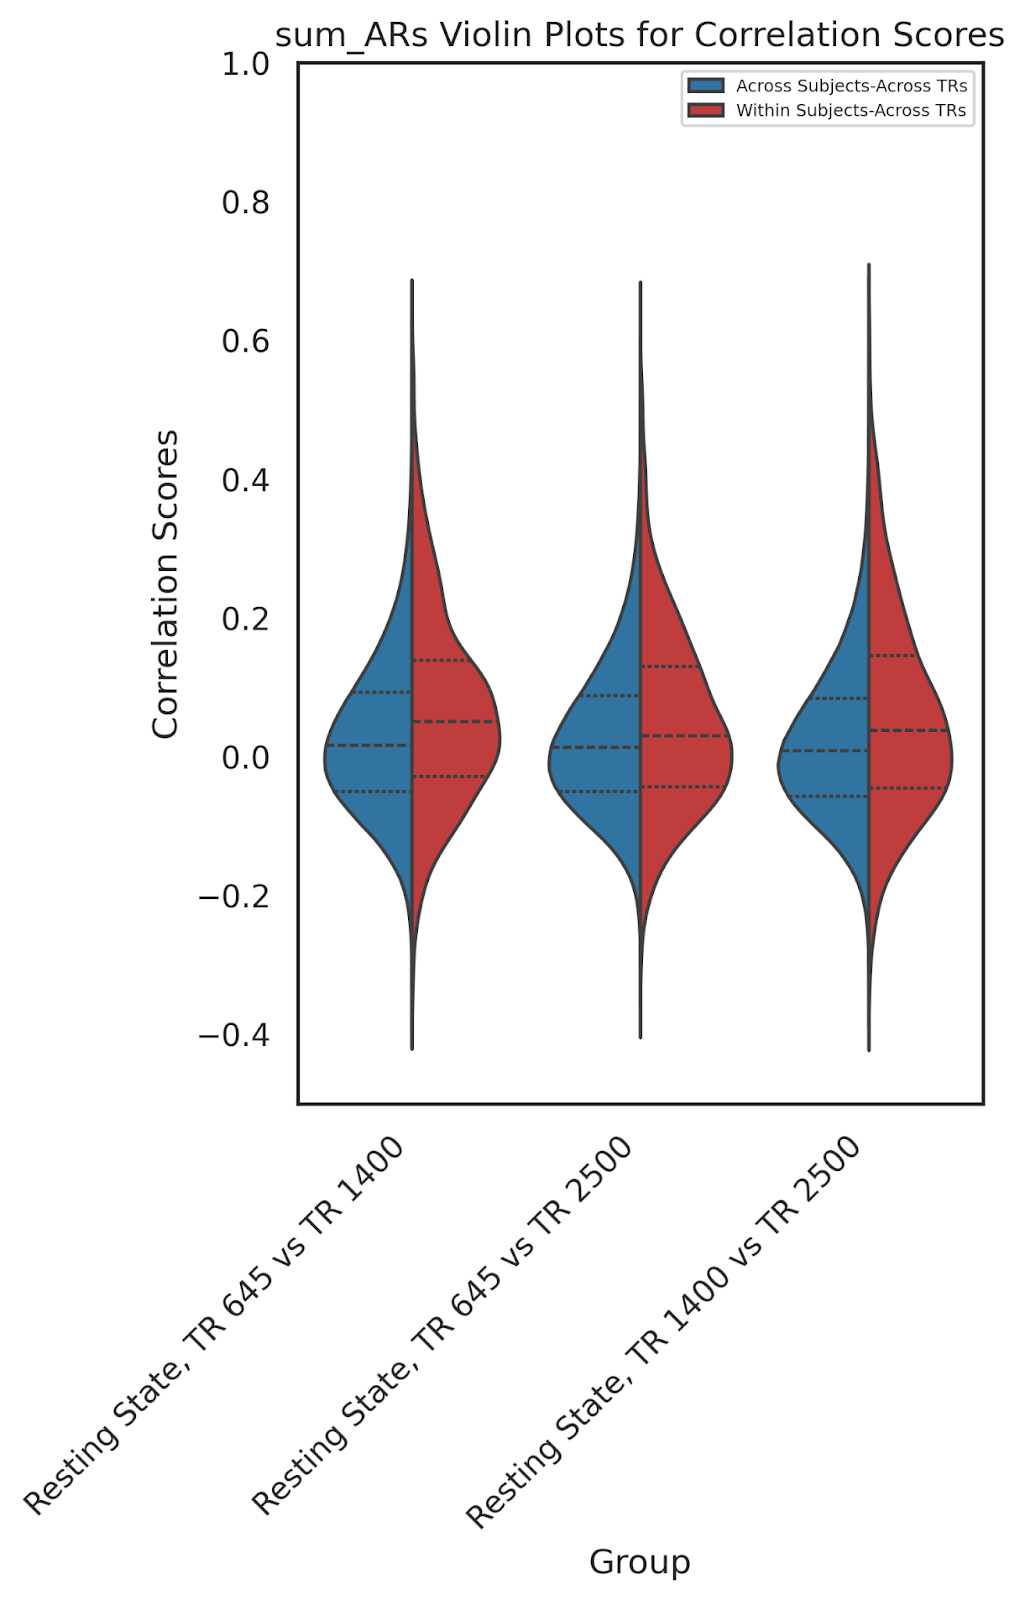 sum_ARs Violin Plots for Correlation Scores
1.0
0.8
0.6
0.4
0.2
0.0
−0.2
−0.4
Correlation Scores
Across Subjects-Across TRs
Within Subjects-Across TRs
Resting State, TR 645 vs TR 1400
Resting State, TR 645 vs TR 2500
Resting State, TR 1400 vs TR 2500
Group